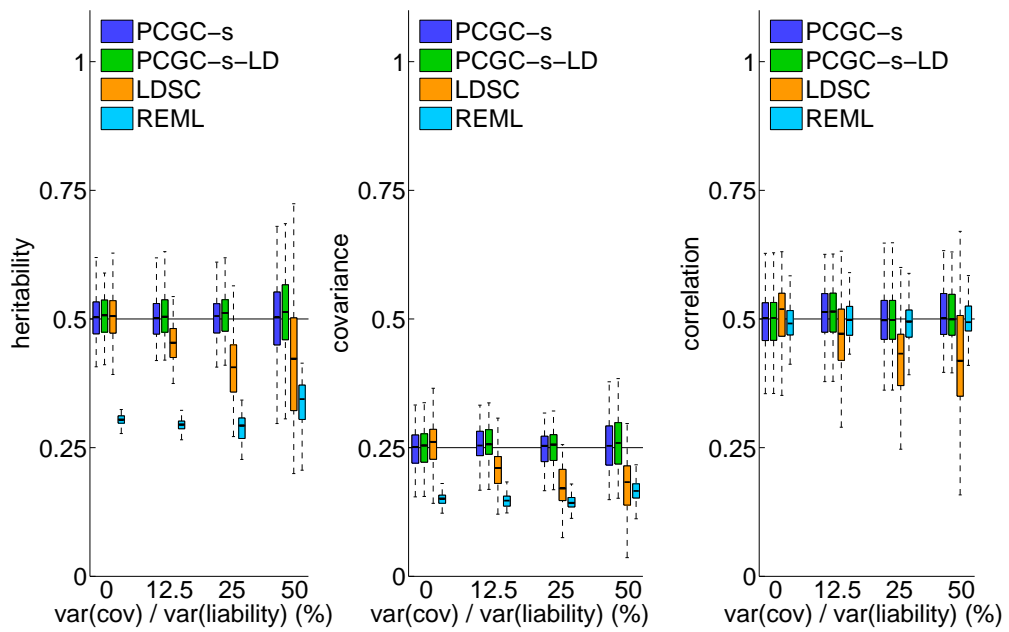 PCGC−s
PCGC−s−LD
LDSC
REML
1
0.75
0.5
0.25
0
heritability
0 12.5 25 50
var(cov) / var(liability) (%)
PCGC−s
PCGC−s−LD
LDSC
REML
1
0.75
0.5
0.25
0
covariance
0 12.5 25 50
var(cov) / var(liability) (%)
PCGC−s
PCGC−s−LD
LDSC
REML
1
0.75
0.5
0.25
0
correlation
0 12.5 25 50
var(cov) / var(liability) (%)